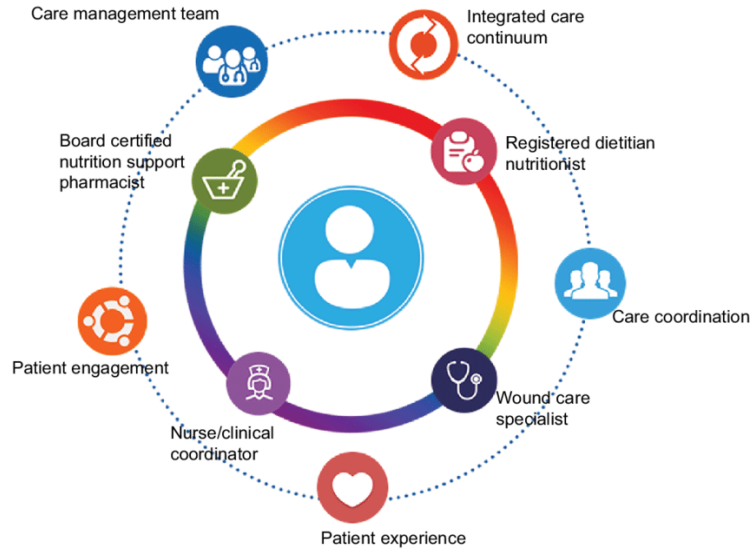 Care management team
Integrated care
continuum
Board certified
nutrition support
pharmacist
Registered dietitian
nutritionist
Care coordination
Patient engagement
Wound care
specialist
Nurse/clinical
coordinator
Patient experience